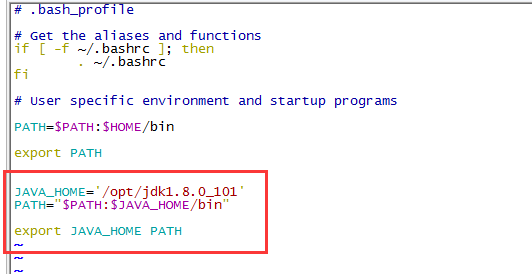 # .bash_profile
# Get the aliases and functions
if [ -f ~/.bashrc ]; then
. ~/.bashrc
fi
# User specific environment and startup programs
PATH=$PATH:$HOME/bin
export PATH
JAVA_HOME='/opt/jdk1.8.0_101'
PATH="$PATH:$JAVA_HOME/bin"
export JAVA_HOME PATH
~
~
~